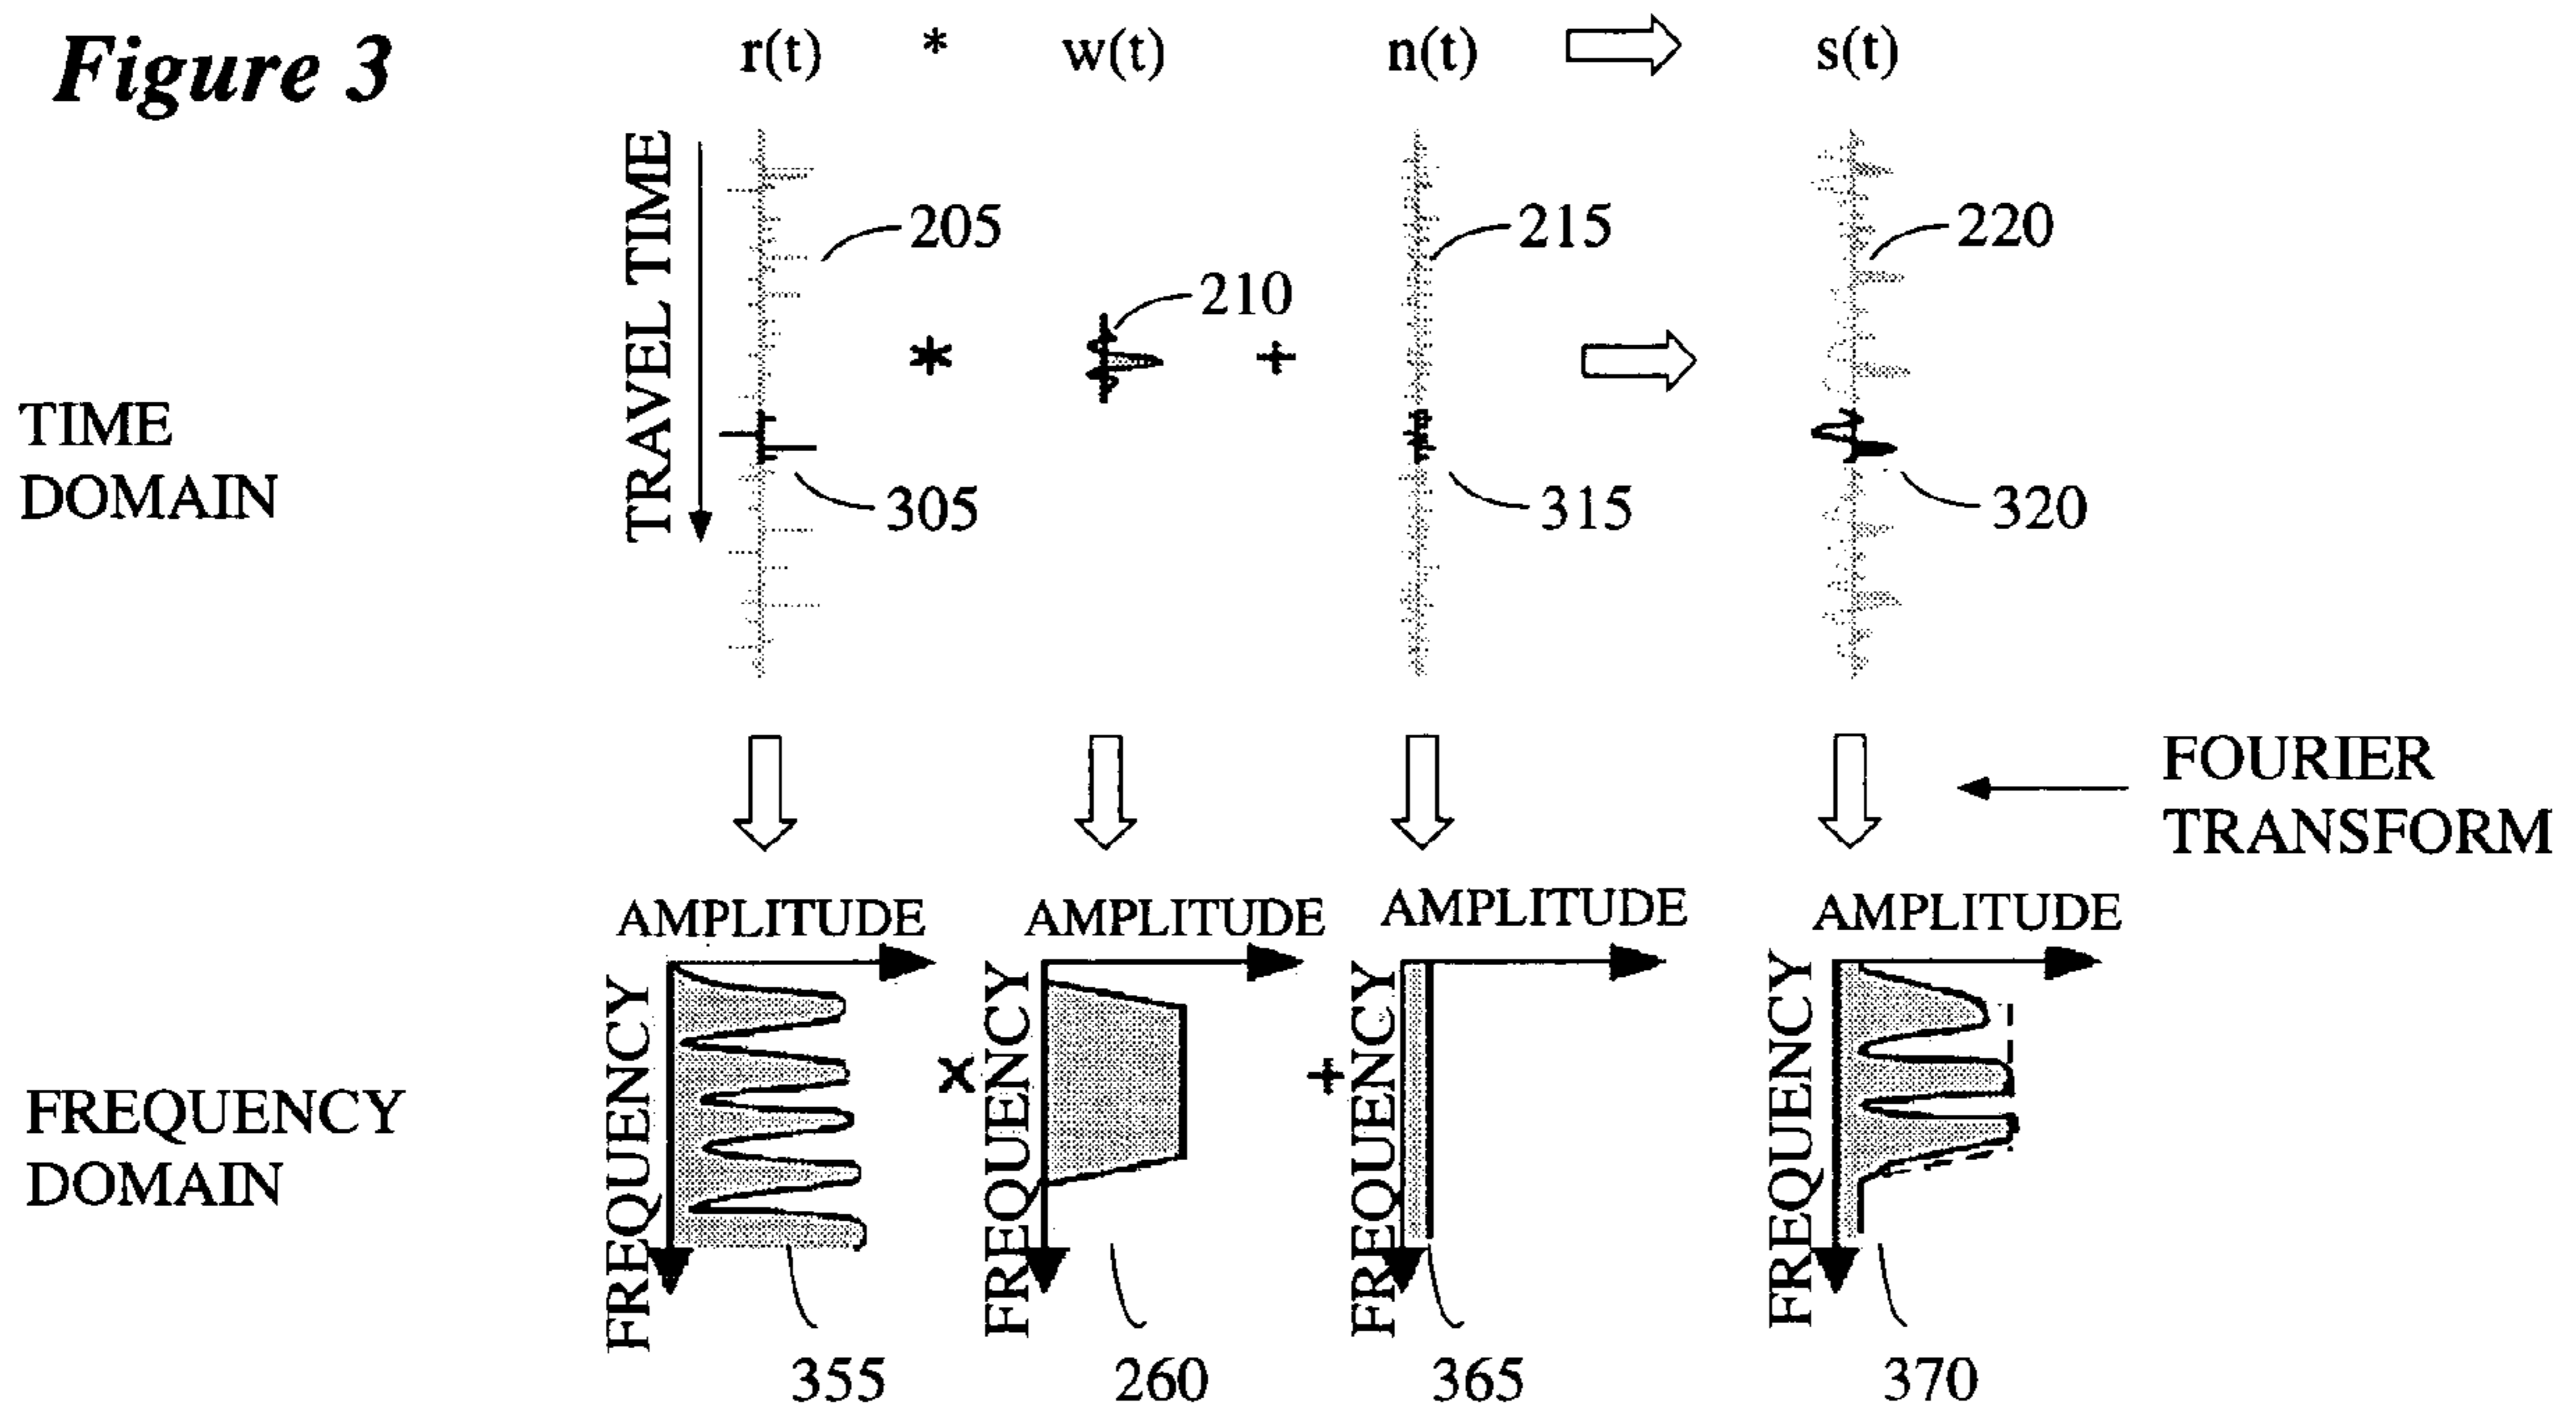 Figure 3
r(t) * w(t) n(t) s(t)
TRAVEL TIME
205
210
215
220
* +
TIME
DOMAIN
305
315
320
FOURIER
TRANSFORM
AMPLITUDE
AMPLITUDE
AMPLITUDE
AMPLITUDE
FREQUENCY
FREQUENCY
FREQUENCY
FREQUENCY
x +
FREQUENCY
DOMAIN
355
260
365
370